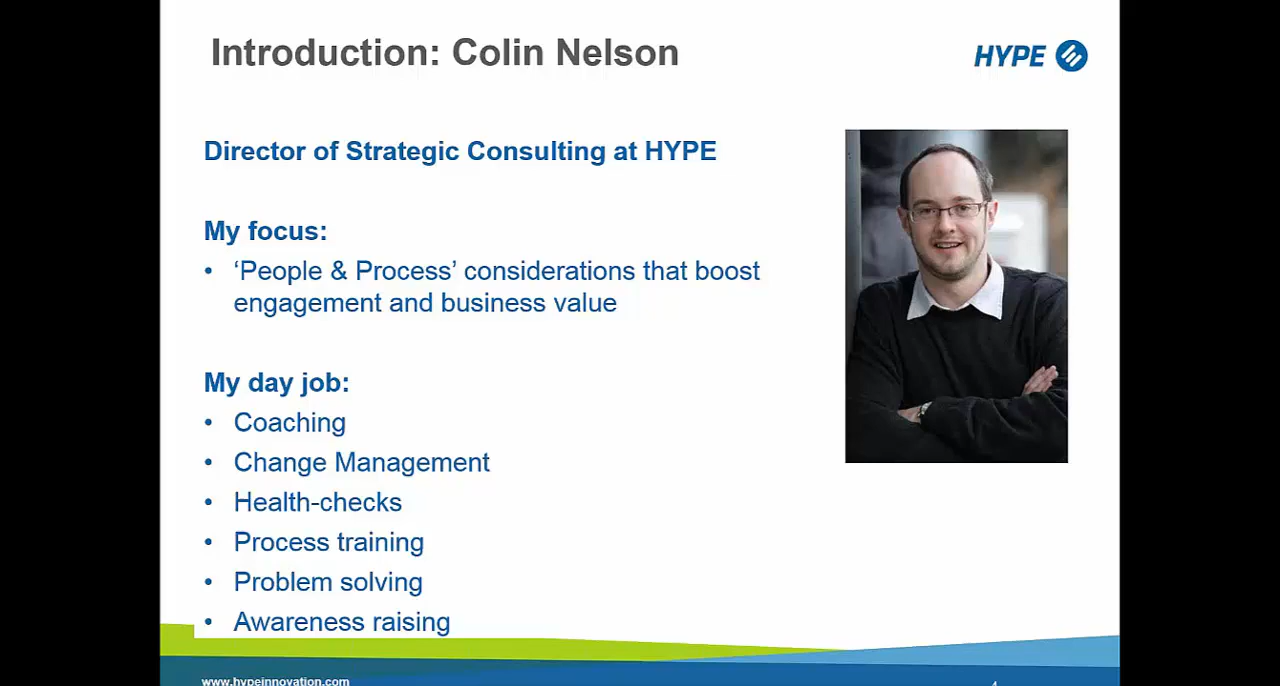 Introduction: Colin Nelson
HYPE
Director of Strategic Consulting at HYPE
My focus:
• ‘People & Process’ considerations that boost
engagement and business value
My day job:
• Coaching
• Change Management
• Health-checks
• Process training
• Problem solving
• Awareness raising
www.hypeinnovation.com